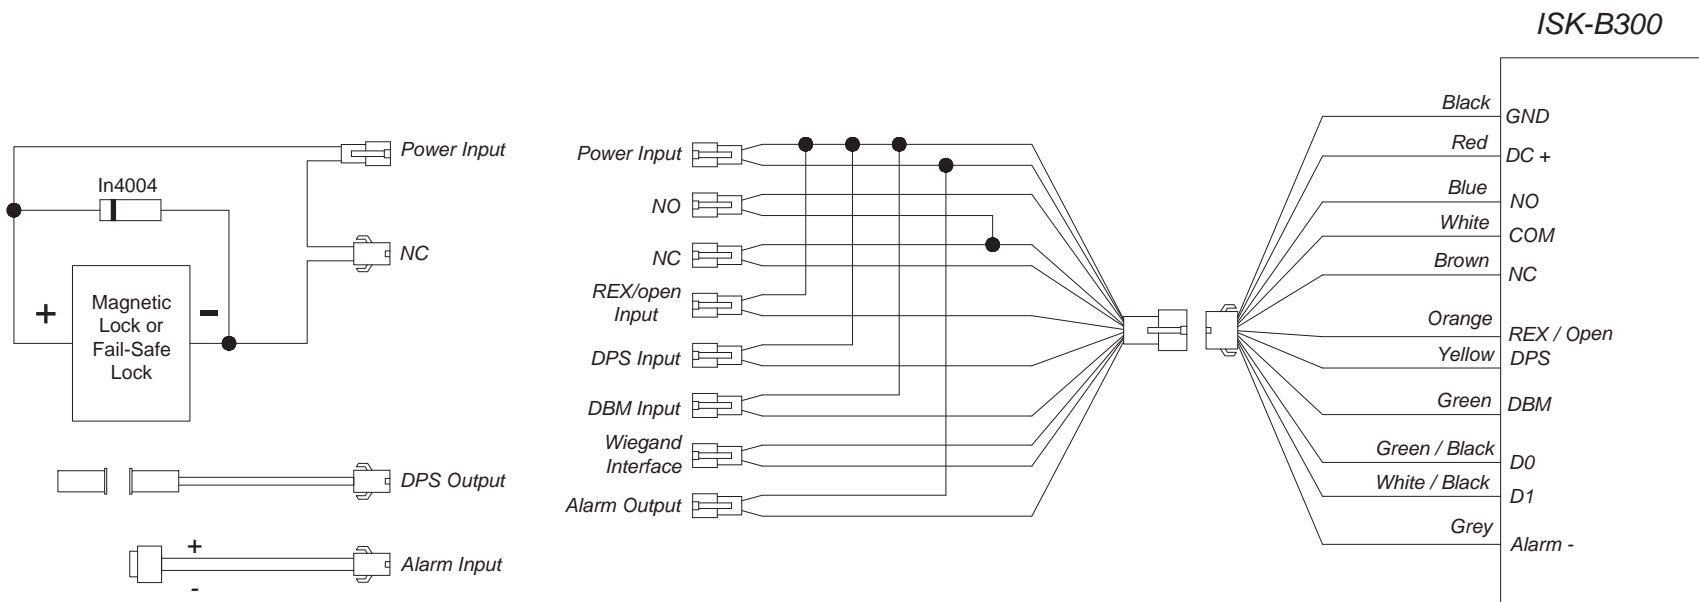 ISK-B300
Power Input
In4004
NC
+
Magnetic
Lock or
Fail-Safe
Lock
-
DPS Output
+
Alarm Input
-
Power Input
NO
NC
REX/open
Input
DPS Input
DBM Input
Wiegand
Interface
Alarm Output
Black
GND
Red
DC +
Blue
NO
White
COM
Brown
NC
Orange
REX / Open
Yellow
DPS
Green
DBM
Green / Black
D0
White / Black
D1
Grey
Alarm -